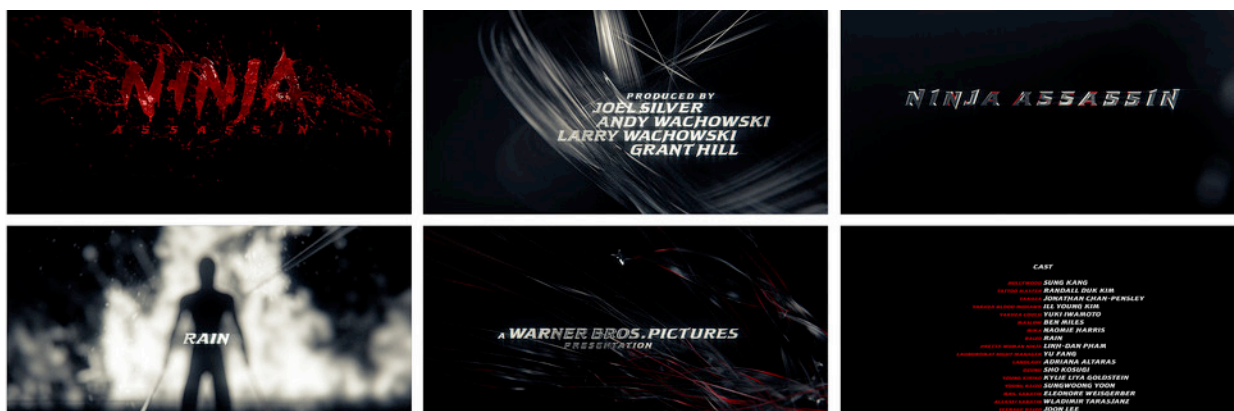 NINJA
ASSASSIN
PRODUCED BY
JOEL SILVER
ANDY WACHOWSKI
LARRY WACHOWSKI
GRANT HILL
NINJA ASSASSIN
RAIN
A WARNER BROS. PICTURES
PRESENTATION
CAST
SUNG KANG
RANDALL DUK KIM
JONATHAN CHAN-PENSLEY
ILL YOUNG KIM
YUKI IWAMOTO
BEN MILES
NAOMIE HARRIS
RAIN
LINH-DAN PHAM
YU FANG
ADRIANA ALTARAS
SHO KOSUGI
KYLIE LIYA GOLDSTEIN
SUNGWOONG YOON
ELEONORE WEISGERBER
WLADIMIR TARASJANZ
JOON LEE